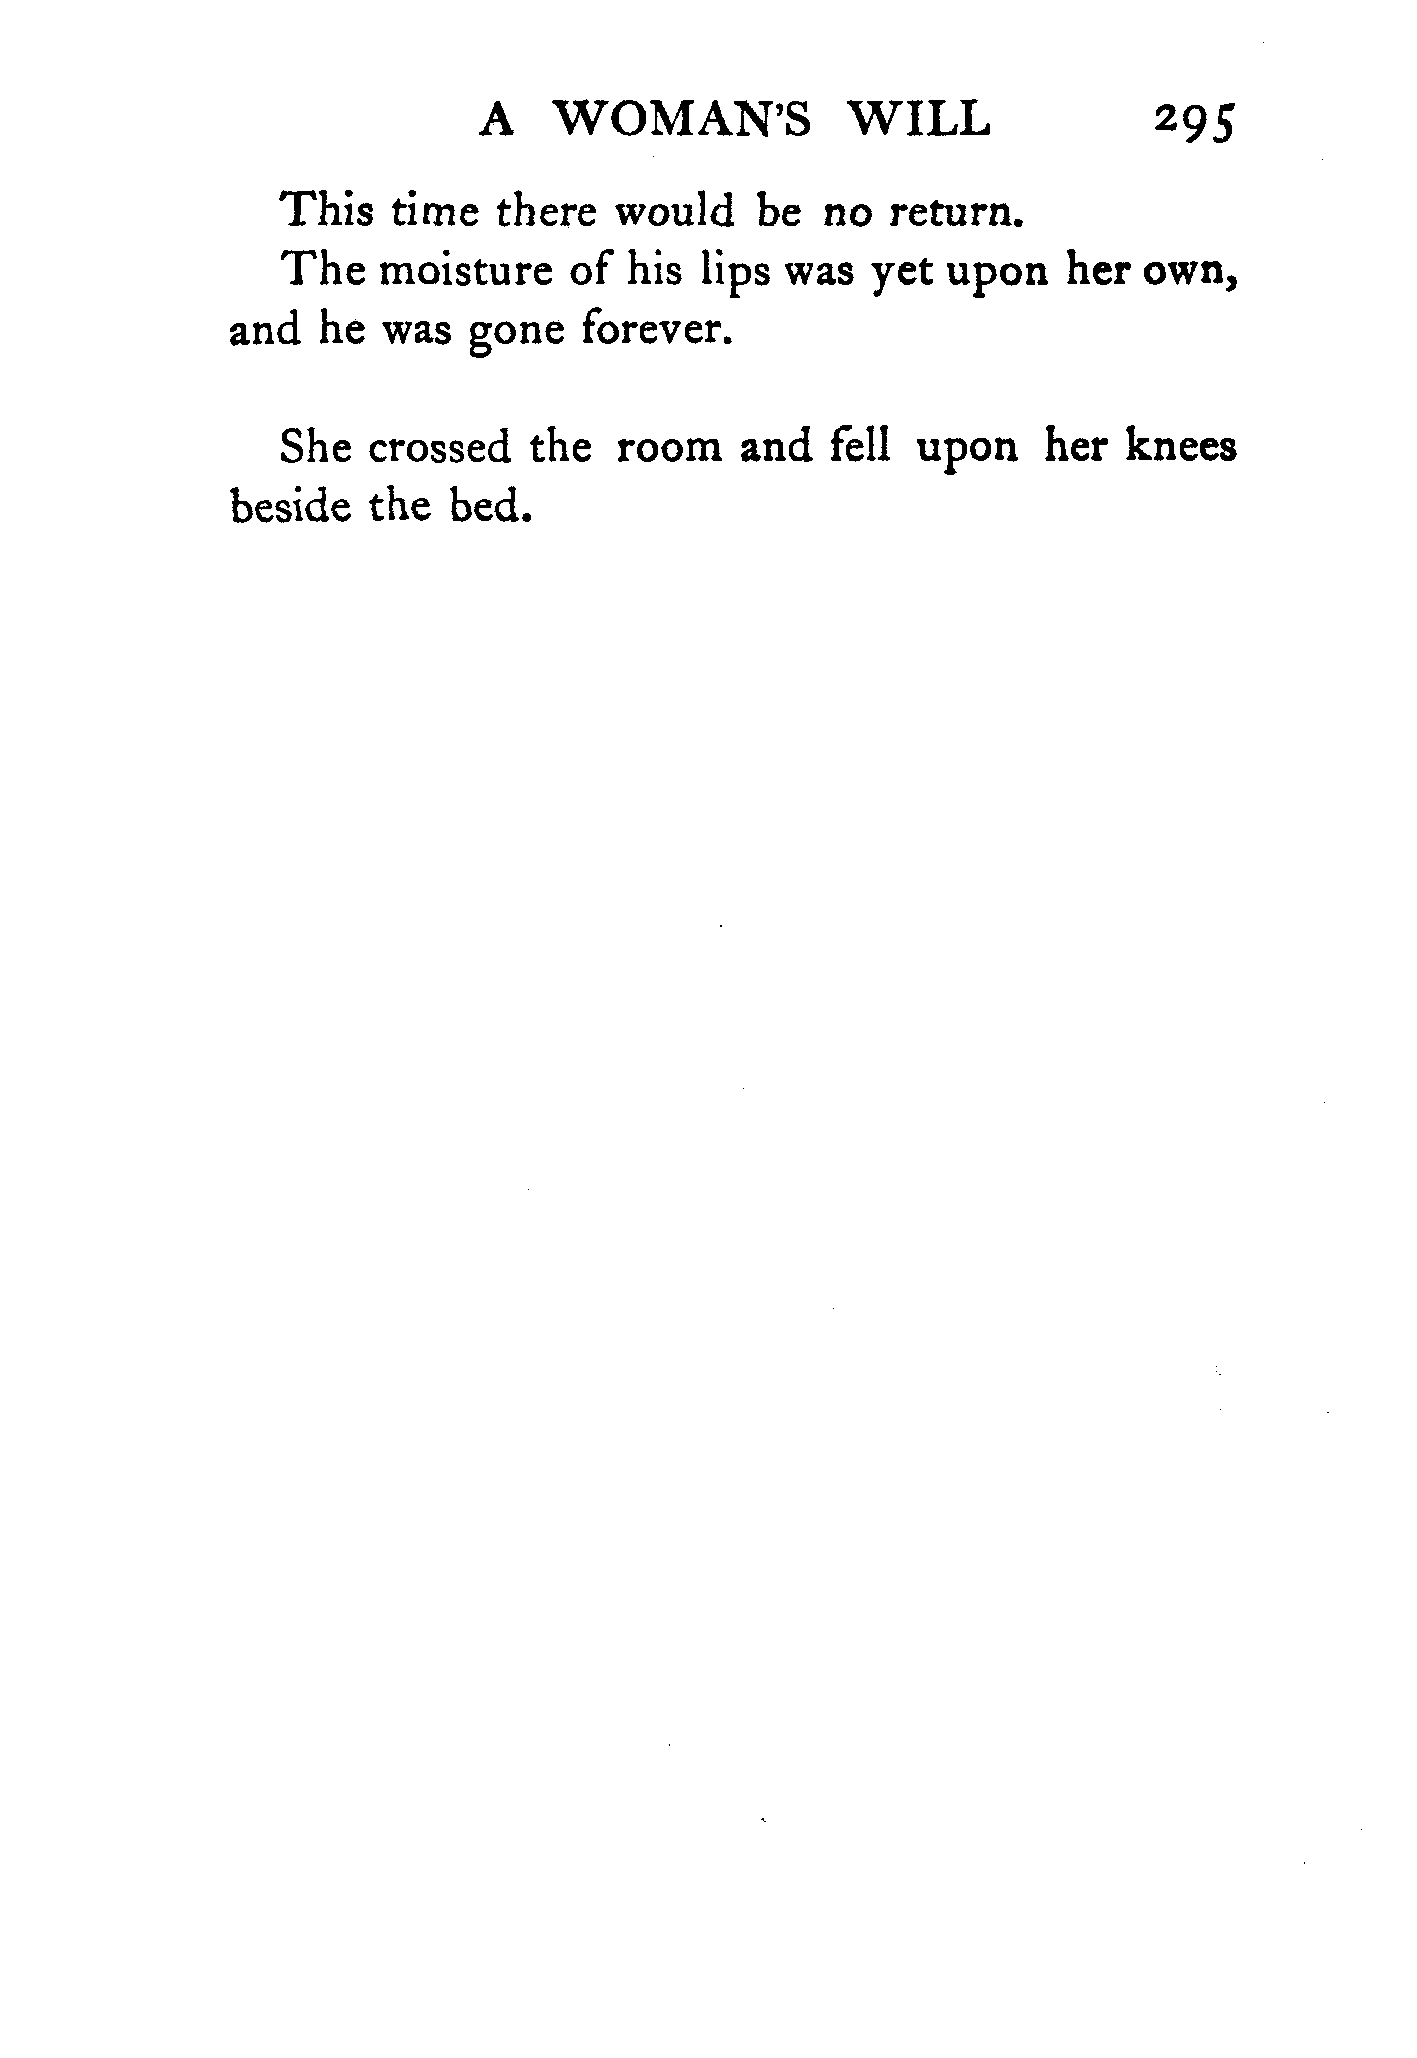 A WOMAN'S WILL 295
This time there would be no return.
The moisture of his lips was yet upon her own,
and he was gone forever.
She crossed the room and fell upon her knees
beside the bed.